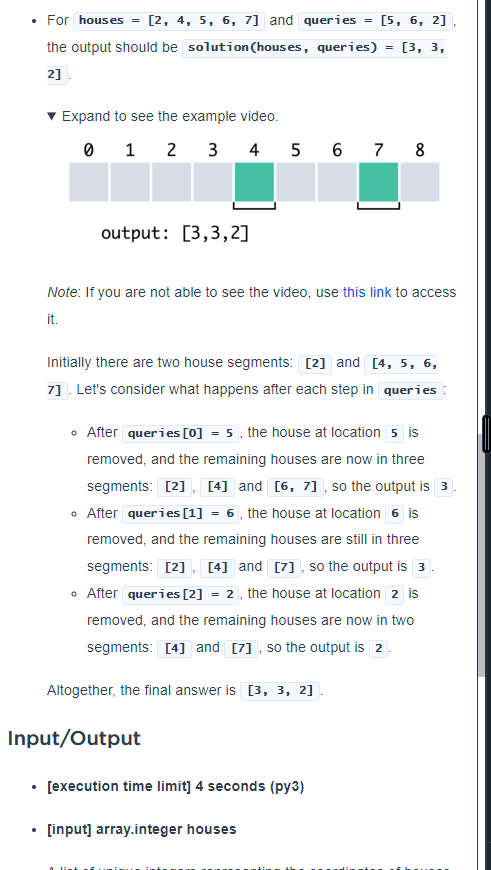 • For houses = [2, 4, 5, 6, 7] and queries = [5, 6, 2],
the output should be solution(houses, queries) = [3, 3,
2].
▼ Expand to see the example video.
0 1 2 3 4 5 6 7 8
output: [3,3,2]
Note: If you are not able to see the video, use this link to access
it.
Initially there are two house segments: [2] and [4, 5, 6,
7]. Let's consider what happens after each step in queries:
◦ After queries[0] = 5, the house at location 5 is
removed, and the remaining houses are now in three
segments: [2], [4] and [6, 7], so the output is 3.
◦ After queries[1] = 6, the house at location 6 is
removed, and the remaining houses are still in three
segments: [2], [4] and [7], so the output is 3.
◦ After queries[2] = 2, the house at location 2 is
removed, and the remaining houses are now in two
segments: [4] and [7], so the output is 2.
Altogether, the final answer is [3, 3, 2].
Input/Output
• [execution time limit] 4 seconds (py3)
• [input] array.integer houses
A list of unique integers representing the coordinates of houses